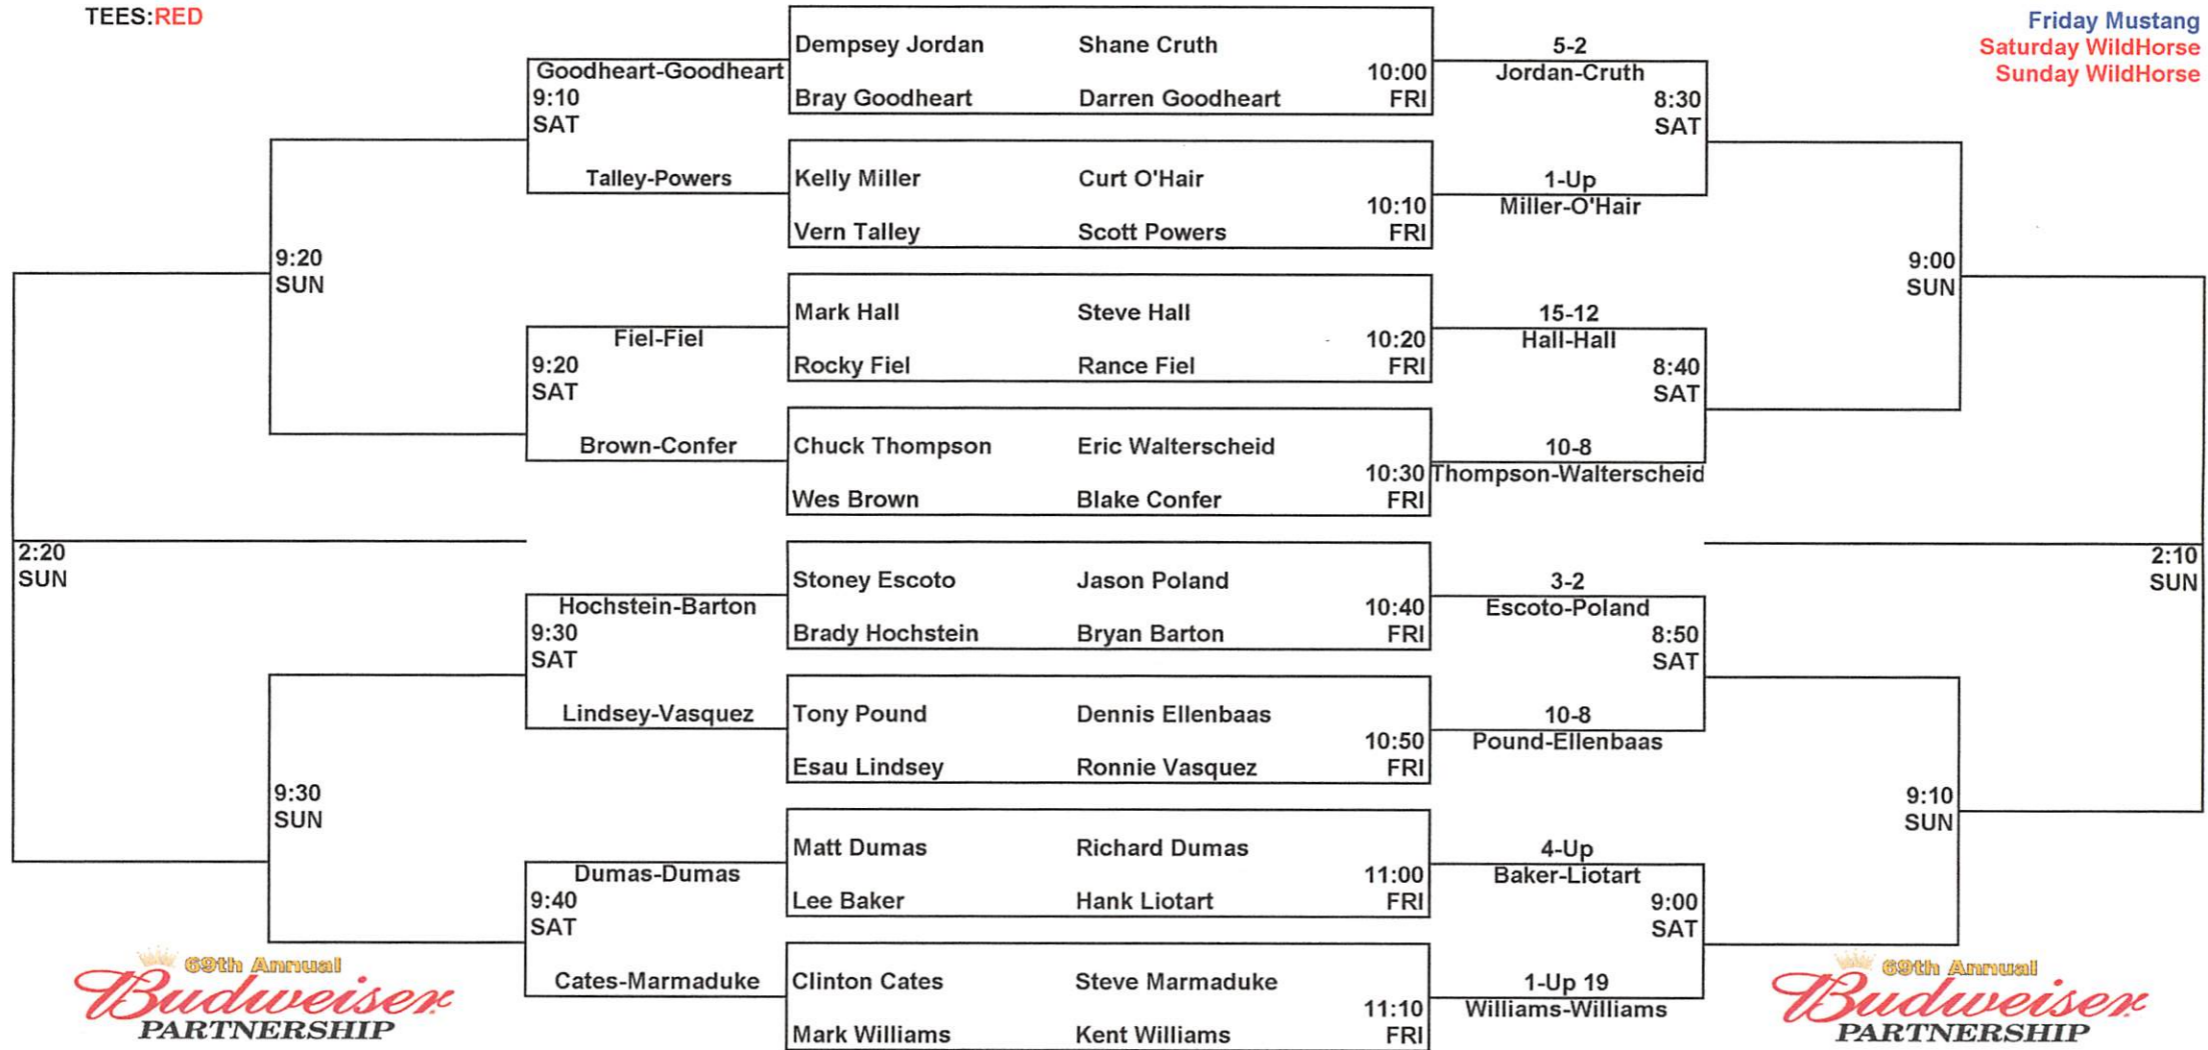 TEES:RED
Friday Mustang
Saturday WildHorse
Sunday WildHorse
Dempsey Jordan Shane Cruth
5-2
Goodheart-Goodheart
10:00
Jordan-Cruth
9:10
Bray Goodheart Darren Goodheart
FRI
8:30
SAT
SAT
Talley-Powers
Kelly Miller Curt O'Hair
1-Up
10:10
Miller-O'Hair
Vern Talley Scott Powers
FRI
9:20
SUN
9:00
SUN
Mark Hall Steve Hall
15-12
Fiel-Fiel
10:20
Hall-Hall
9:20
Rocky Fiel Rance Fiel
FRI
8:40
SAT
SAT
Brown-Confer
Chuck Thompson Eric Walterscheid
10-8
10:30
Thompson-Walterscheid
Wes Brown Blake Confer
FRI
2:20
SUN
2:10
SUN
Stoney Escoto Jason Poland
3-2
Hochstein-Barton
10:40
Escoto-Poland
9:30
Brady Hochstein Bryan Barton
FRI
8:50
SAT
SAT
Lindsey-Vasquez
Tony Pound Dennis Ellenbaas
10-8
10:50
Pound-Ellenbaas
Esau Lindsey Ronnie Vasquez
FRI
9:30
SUN
9:10
SUN
Matt Dumas Richard Dumas
4-Up
Dumas-Dumas
11:00
Baker-Liotart
9:40
Lee Baker Hank Liotart
FRI
9:00
SAT
SAT
Cates-Marmaduke
Clinton Cates Steve Marmaduke
1-Up 19
11:10
Williams-Williams
Mark Williams Kent Williams
FRI
69th Annual
Budweiser
PARTNERSHIP
69th Annual
Budweiser
PARTNERSHIP